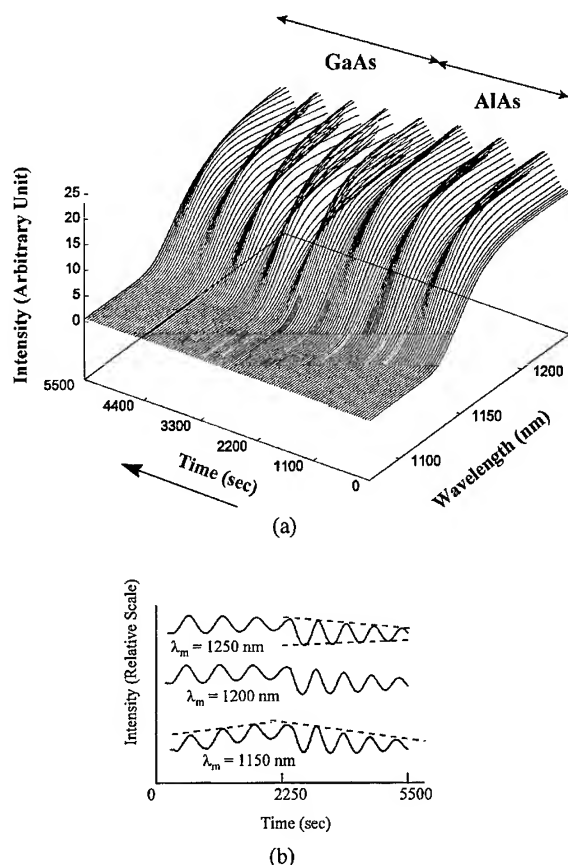 GaAs
AlAs
Intensity (Arbitrary Unit)
25
20
15
10
5
0
5500
4400
3300
2200
1100
0
Time (sec)
1100
1150
1200
Wavelength (nm)
(a)
Intensity (Relative Scale)
λm = 1250 nm
λm = 1200 nm
λm = 1150 nm
0
2250
5500
Time (sec)
(b)